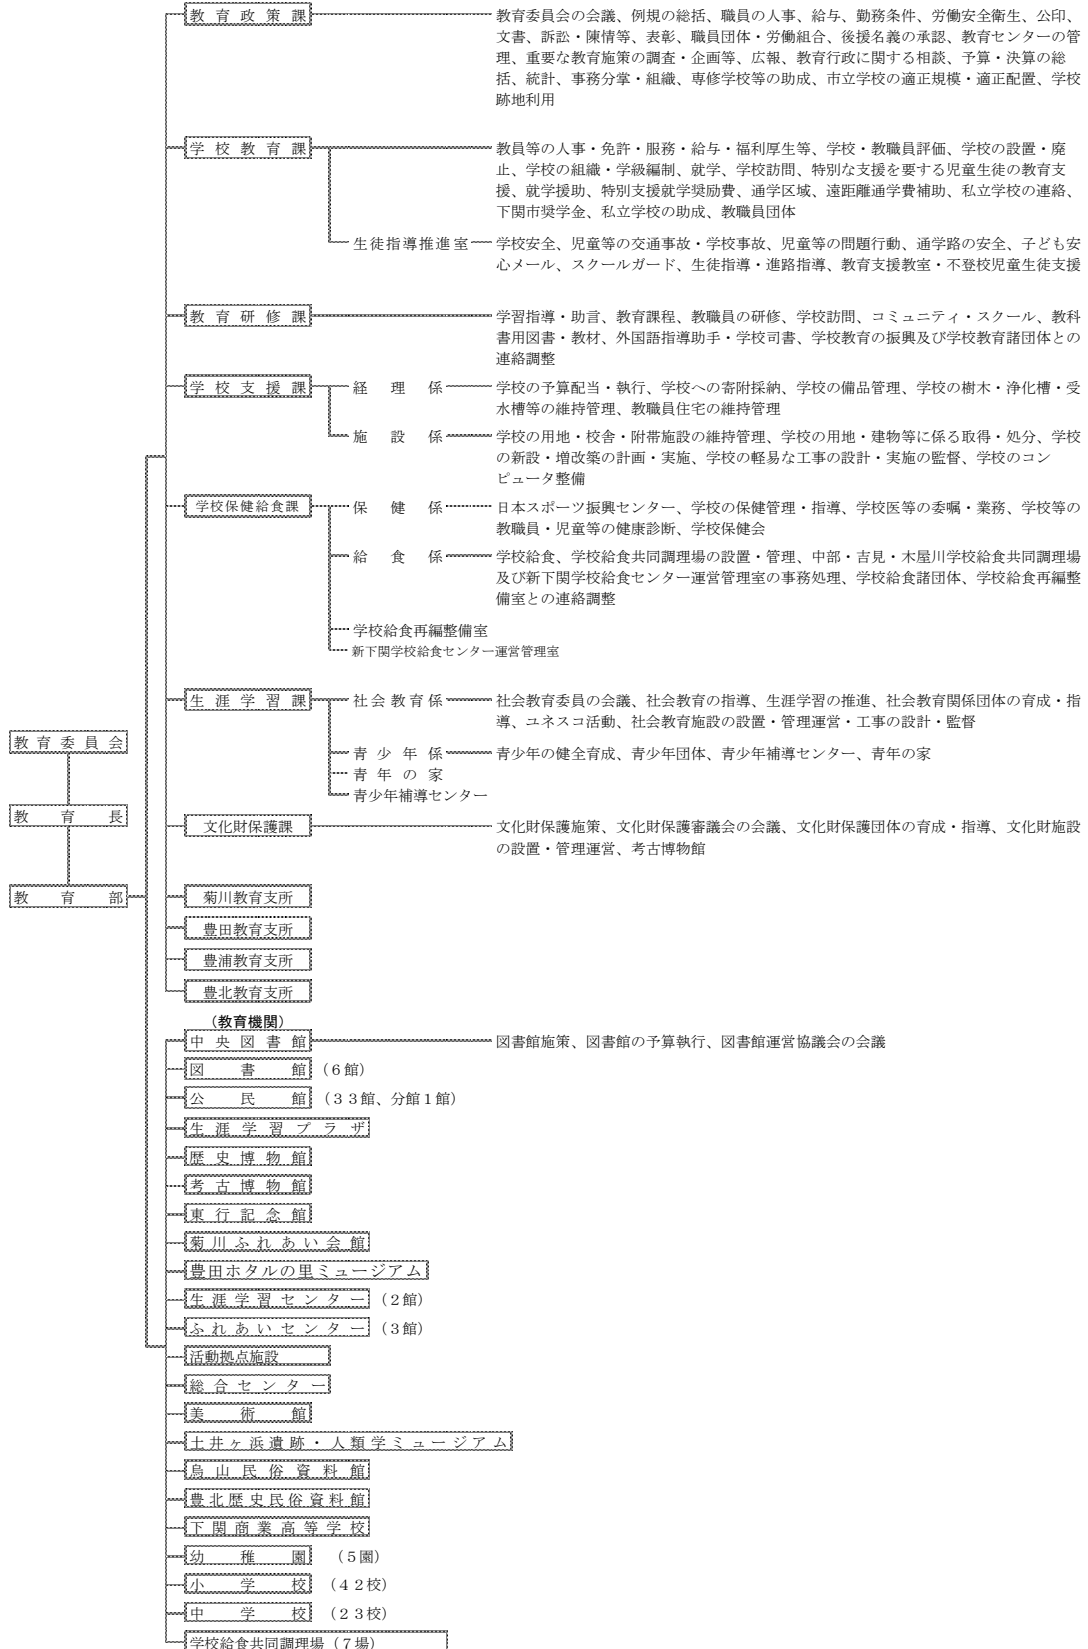 教育政策課 教育委員会の会議、例規の総括、職員の人事、給与、勤務条件、労働安全衛生、公印、
文書、訴訟・陳情等、表彰、職員団体・労働組合、後援名義の承認、教育センターの管
理、重要な教育施策の調査・企画等、広報、教育行政に関する相談、予算・決算の総
括、統計、事務分掌・組織、専修学校等の助成、市立学校の適正規模・適正配置、学校
跡地利用
学校教育課 教員等の人事・免許・服務・給与・福利厚生等、学校・教職員評価、学校の設置・廃
止、学校の組織・学級編制、就学、学校訪問、特別な支援を要する児童生徒の教育支
援、就学援助、特別支援就学奨励費、通学区域、遠距離通学費補助、私立学校の連絡、
下関市奨学金、私立学校の助成、教職員団体
生徒指導推進室 学校安全、児童等の交通事故・学校事故、児童等の問題行動、通学路の安全、子ども安
心メール、スクールガード、生徒指導・進路指導、教育支援教室・不登校児童生徒支援
教育研修課 学習指導・助言、教育課程、教職員の研修、学校訪問、コミュニティ・スクール、教科
書用図書・教材、外国語指導助手・学校司書、学校教育の振興及び学校教育諸団体との
連絡調整
学校支援課 経理係 学校の予算配当・執行、学校への寄附採納、学校の備品管理、学校の樹木・浄化槽・受
水槽等の維持管理、教職員住宅の維持管理
施設係 学校の用地・校舎・附帯施設の維持管理、学校の用地・建物等に係る取得・処分、学校
の新設・増改築の計画・実施、学校の軽易な工事の設計・実施の監督、学校のコン
ピュータ整備
学校保健給食課 保健係 日本スポーツ振興センター、学校の保健管理・指導、学校医等の委嘱・業務、学校等の
教職員・児童等の健康診断、学校保健会
給食係 学校給食、学校給食共同調理場の設置・管理、中部・吉見・木屋川学校給食共同調理場
及び新下関学校給食センター運営管理室の事務処理、学校給食諸団体、学校給食再編整
備室との連絡調整
学校給食再編整備室
新下関学校給食センター運営管理室
生涯学習課 社会教育係 社会教育委員の会議、社会教育の指導、生涯学習の推進、社会教育関係団体の育成・指
導、ユネスコ活動、社会教育施設の設置・管理運営・工事の設計・監督
教育委員会
青少年係 青少年の健全育成、青少年団体、青少年補導センター、青年の家
青年の家
青少年補導センター
教育長
文化財保護課 文化財保護施策、文化財保護審議会の会議、文化財保護団体の育成・指導、文化財施設
の設置・管理運営、考古博物館
教育部
菊川教育支所
豊田教育支所
豊浦教育支所
豊北教育支所
(教育機関)
中央図書館 図書館施策、図書館の予算執行、図書館運営協議会の会議
図書館 (6館)
公民館 (33館、分館1館)
生涯学習プラザ
歴史博物館
考古博物館
東行記念館
菊川ふれあい会館
豊田ホタルの里ミュージアム
生涯学習センター (2館)
ふれあいセンター (3館)
活動拠点施設
総合センター
美術館
土井ヶ浜遺跡・人類学ミュージアム
烏山民俗資料館
豊北歴史民俗資料館
下関商業高等学校
幼稚園 (5園)
小学校 (42校)
中学校 (23校)
学校給食共同調理場(7場)